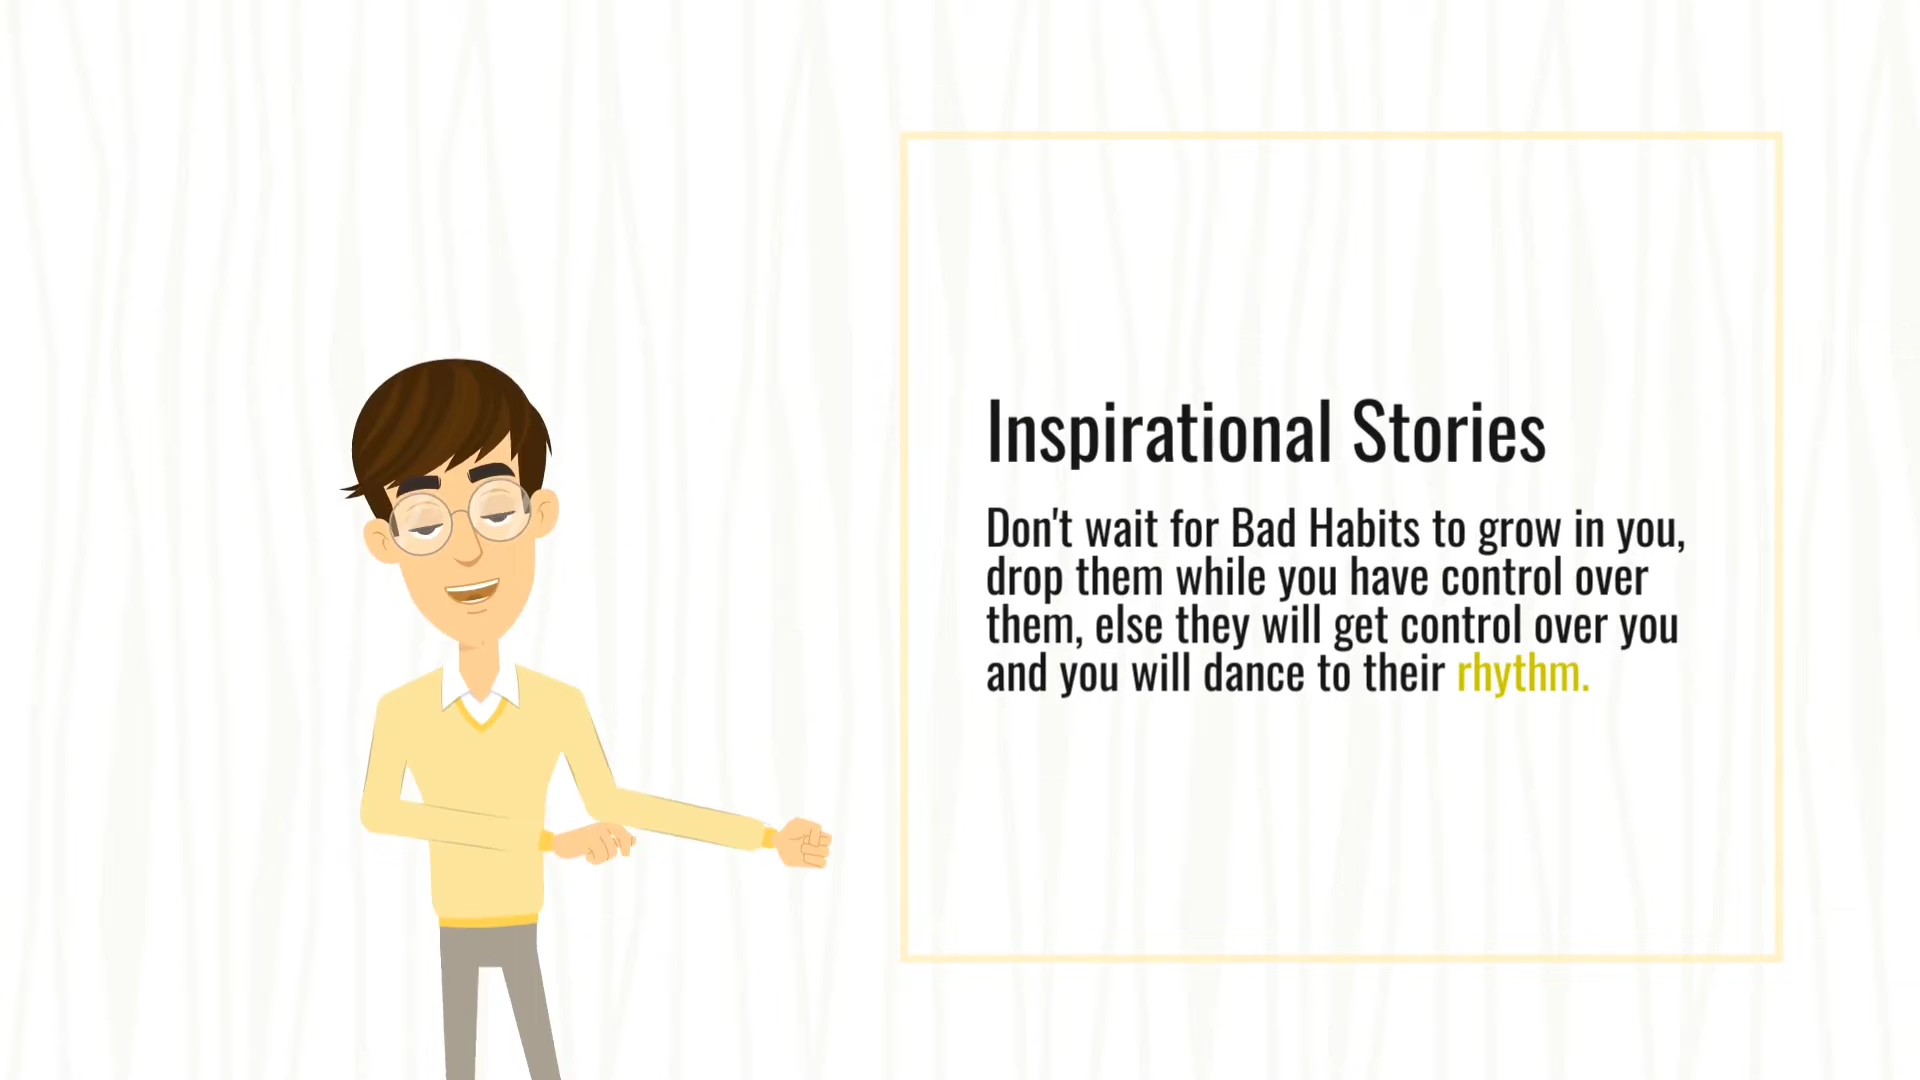 Inspirational Stories
Don't wait for Bad Habits to grow in you,
drop them while you have control over
them, else they will get control over you
and you will dance to their rhythm.